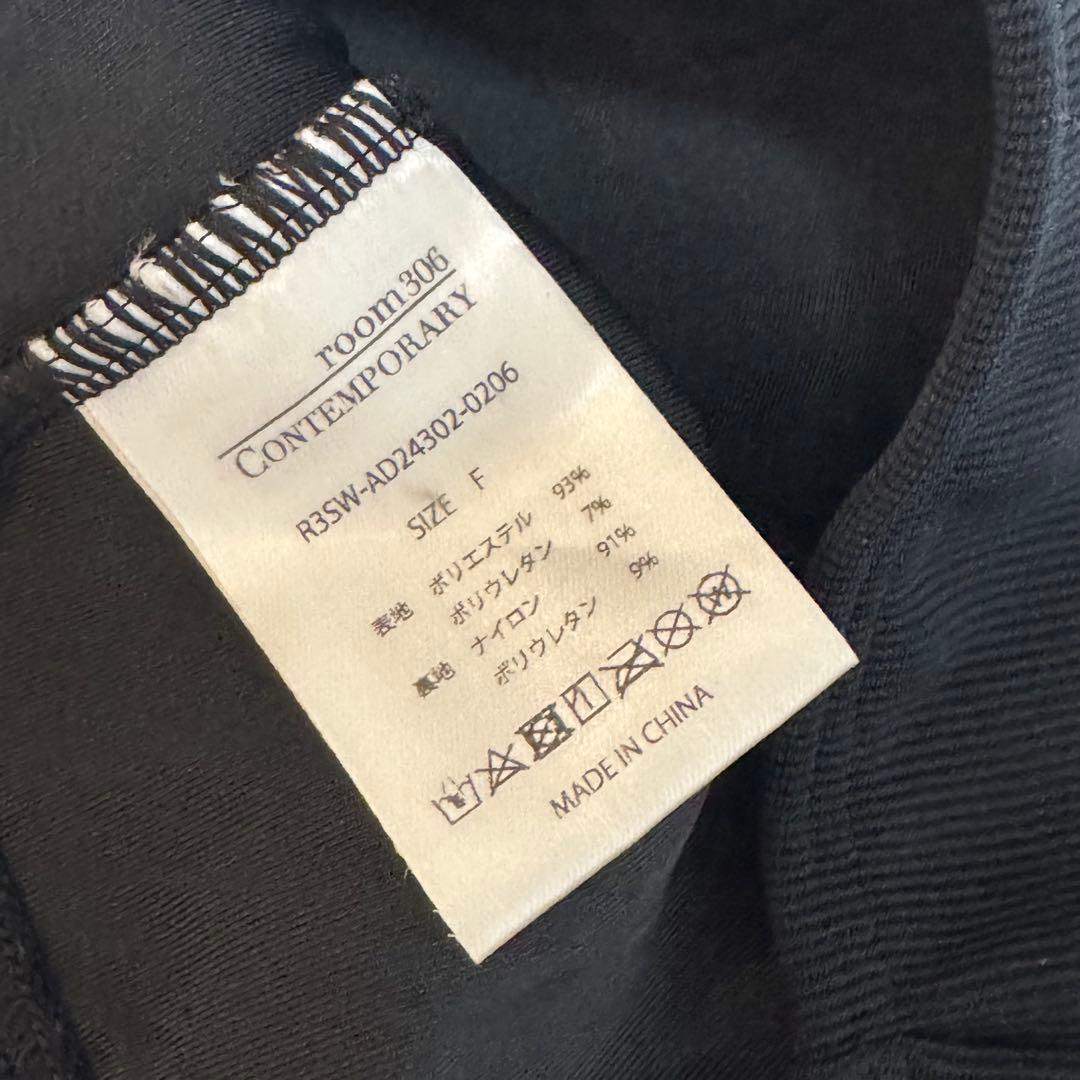 room306
CONTEMPORARY
R3SW-AD24302-0206
SIZE F
表地 ポリエステル 93%
ポリウレタン 7%
裏地 ナイロン 91%
ポリウレタン 9%
MADE IN CHINA